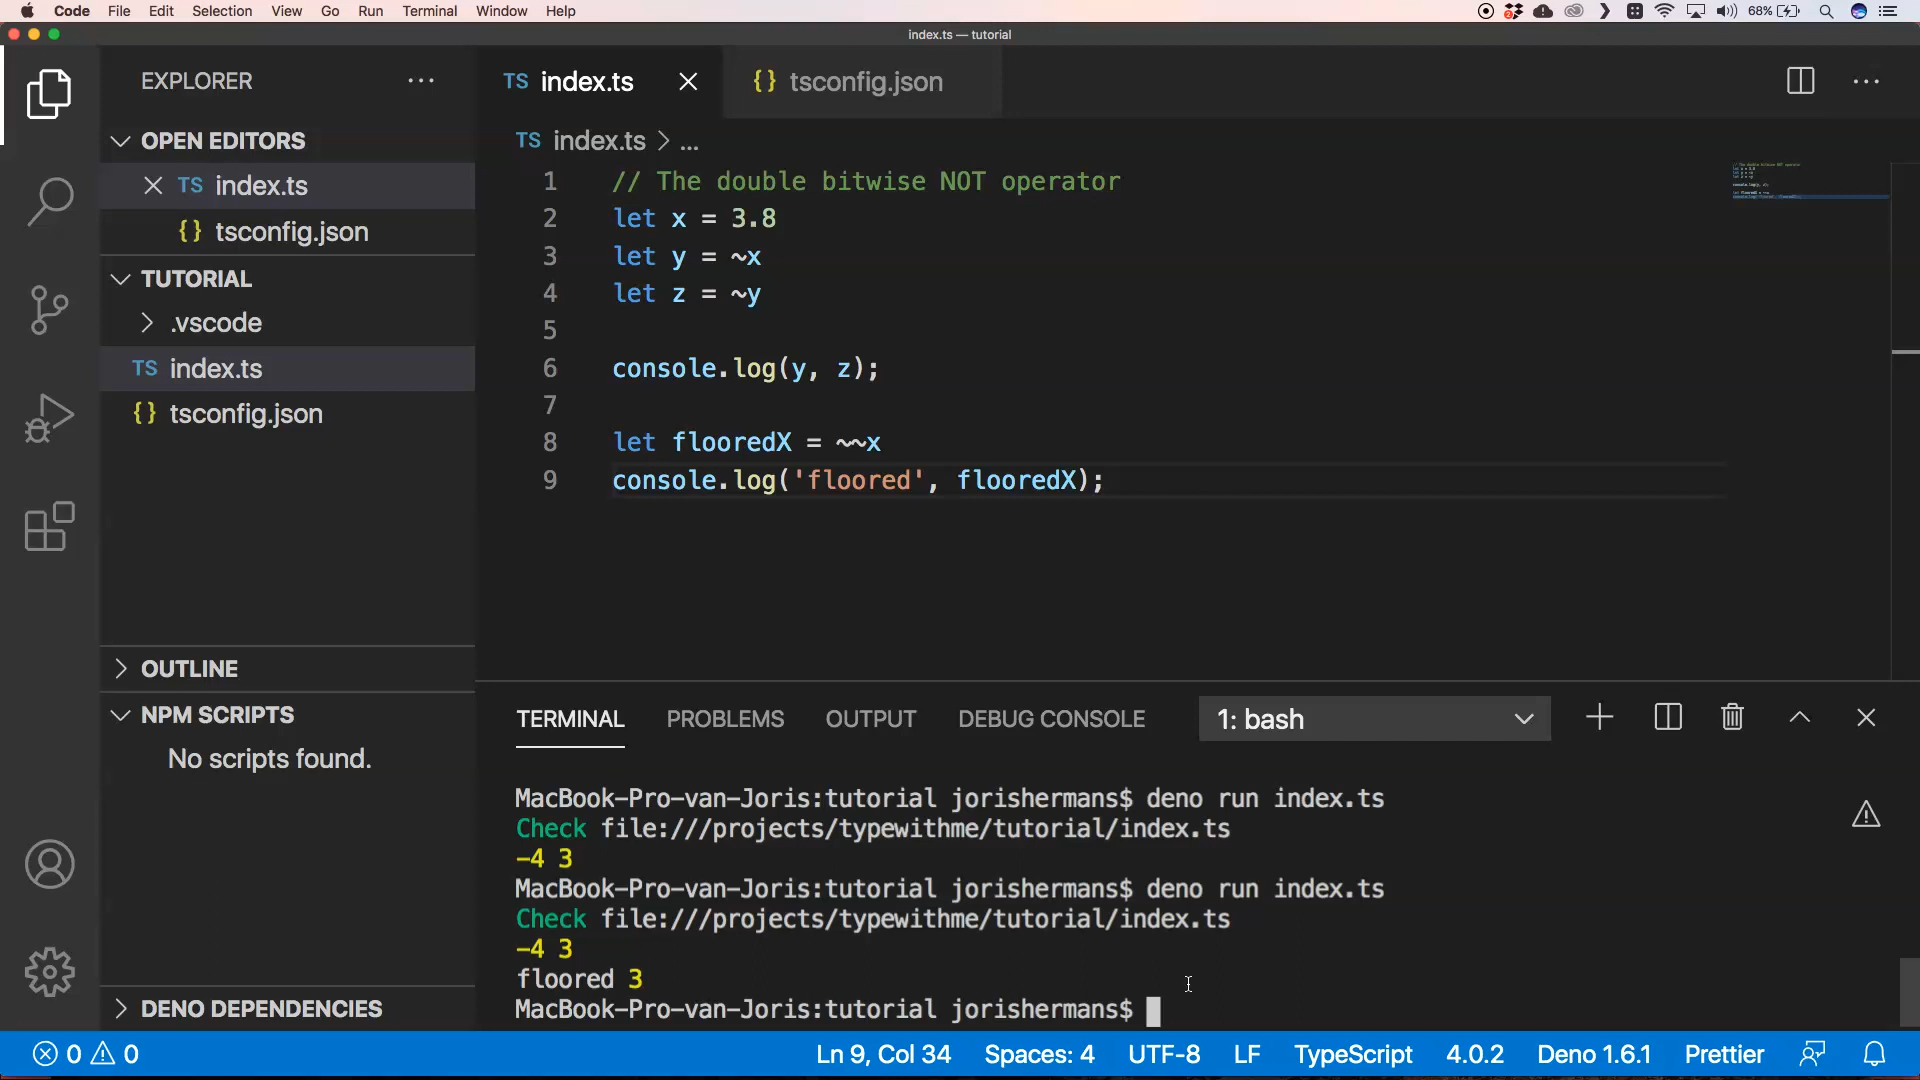 Code File Edit Selection View Go Run Terminal Window Help 68%
index.ts — tutorial
EXPLORER
OPEN EDITORS
TS index.ts
{} tsconfig.json
TUTORIAL
.vscode
TS index.ts
{} tsconfig.json
OUTLINE
NPM SCRIPTS
No scripts found.
DENO DEPENDENCIES
TS index.ts {} tsconfig.json
TS index.ts > ...
1 // The double bitwise NOT operator
2 let x = 3.8
3 let y = ~x
4 let z = ~y
5
6 console.log(y, z);
7
8 let flooredX = ~~x
9 console.log('floored', flooredX);
TERMINAL PROBLEMS OUTPUT DEBUG CONSOLE 1: bash
MacBook-Pro-van-Joris:tutorial jorishermans$ deno run index.ts
Check file:///projects/typewithme/tutorial/index.ts
-4 3
MacBook-Pro-van-Joris:tutorial jorishermans$ deno run index.ts
Check file:///projects/typewithme/tutorial/index.ts
-4 3
floored 3
MacBook-Pro-van-Joris:tutorial jorishermans$
0 0 Ln 9, Col 34 Spaces: 4 UTF-8 LF TypeScript 4.0.2 Deno 1.6.1 Prettier